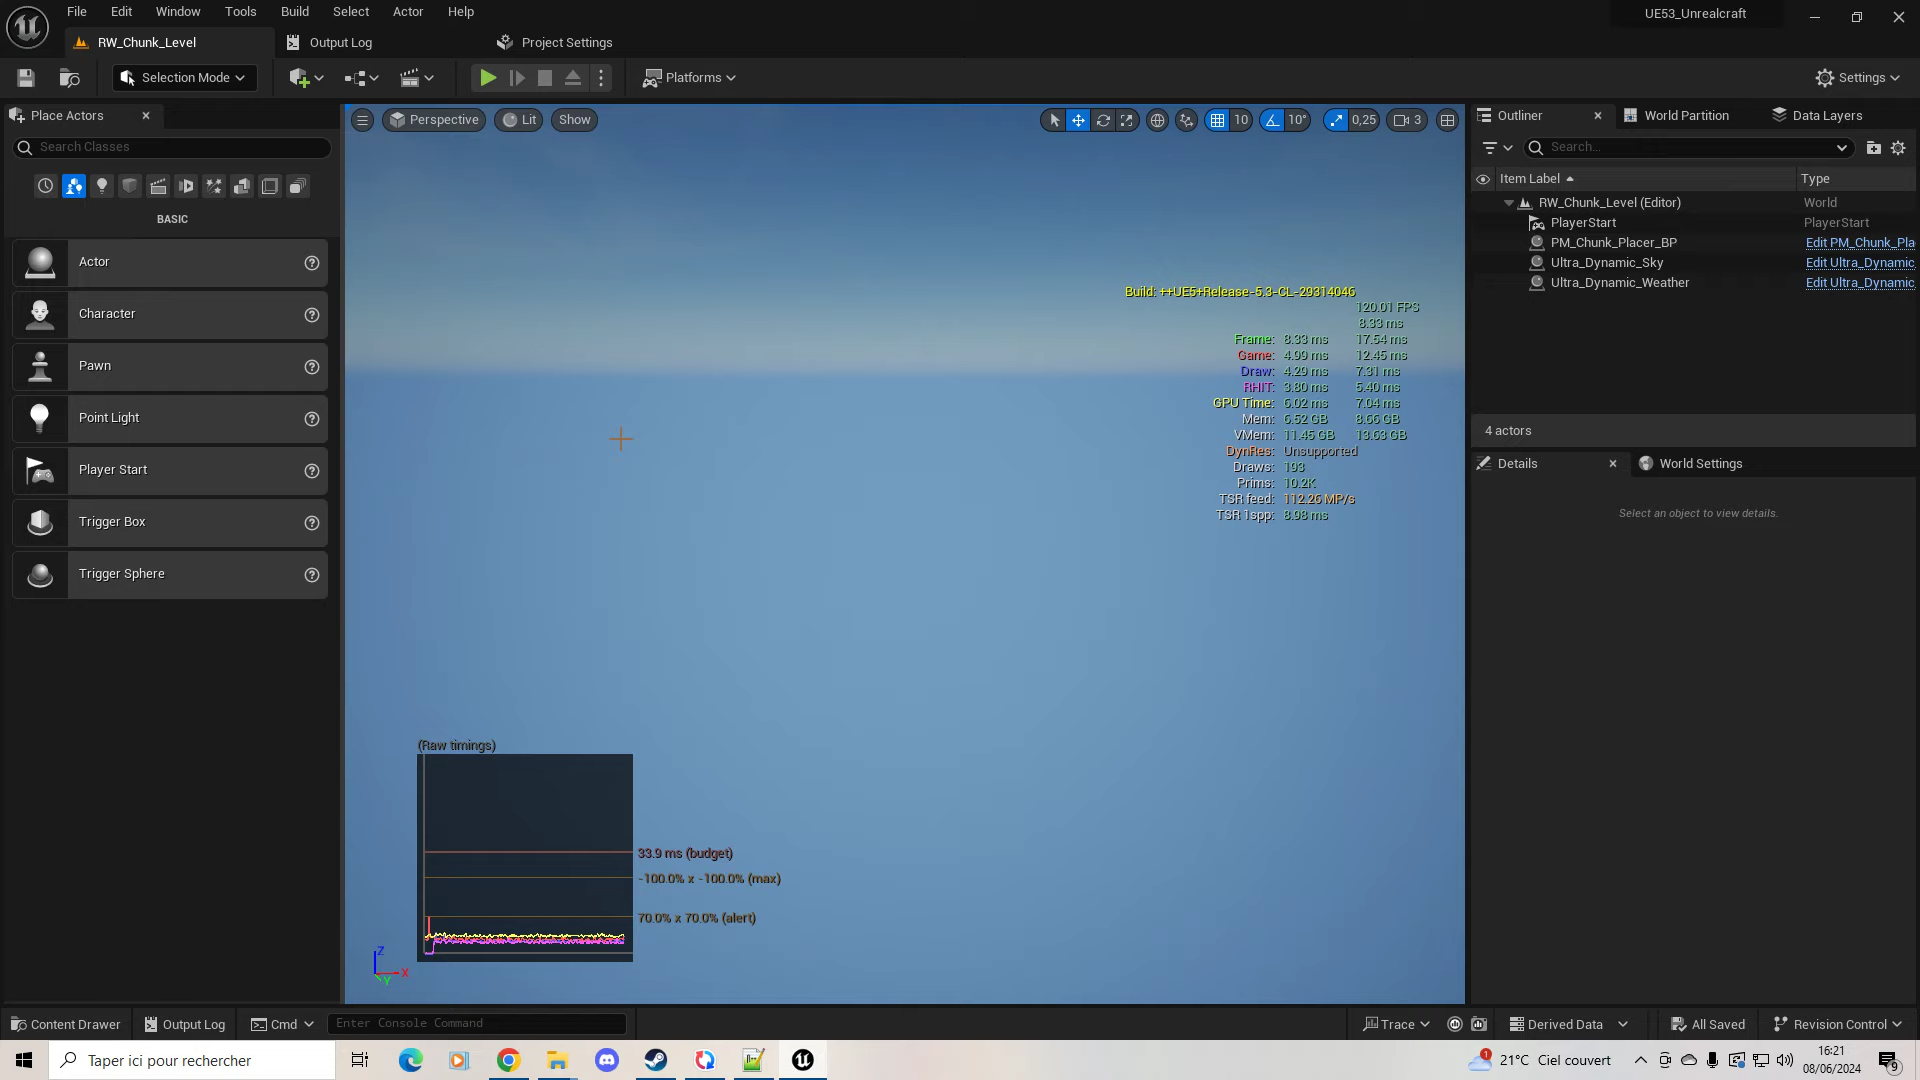 File Edit Window Tools Build Select Actor Help
UE53_Unrealcraft
RW_Chunk_Level
Output Log
Project Settings
Selection Mode
Platforms
Settings
Place Actors
Search Classes
BASIC
Actor
Character
Pawn
Point Light
Player Start
Trigger Box
Trigger Sphere
Perspective
Lit
Show
10
10°
0,25
3
Build: ++UE5+Release-5.3-CL-29314046
120.01 FPS
8.33 ms
Frame: 8.33 ms 17.54 ms
Game: 4.99 ms 12.45 ms
Draw: 4.29 ms 7.31 ms
RHIT: 3.80 ms 5.40 ms
GPU Time: 6.02 ms 7.04 ms
Mem: 6.52 GB 8.66 GB
VMem: 11.45 GB 13.63 GB
DynRes: Unsupported
Draws: 193
Prims: 10.2K
TSR feed: 112.26 MP/s
TSR 1spp: 8.98 ms
(Raw timings)
33.9 ms (budget)
-100.0% x -100.0% (max)
70.0% x 70.0% (alert)
Z
X
Y
Outliner
World Partition
Data Layers
Search...
Item Label
Type
RW_Chunk_Level (Editor) World
PlayerStart PlayerStart
PM_Chunk_Placer_BP Edit PM_Chunk_Pla
Ultra_Dynamic_Sky Edit Ultra_Dynamic
Ultra_Dynamic_Weather Edit Ultra_Dynamic
4 actors
Details
World Settings
Select an object to view details.
Content Drawer
Output Log
Cmd
Enter Console Command
Trace
Derived Data
All Saved
Revision Control
Taper ici pour rechercher
1
21°C Ciel couvert
16:21
08/06/2024
9